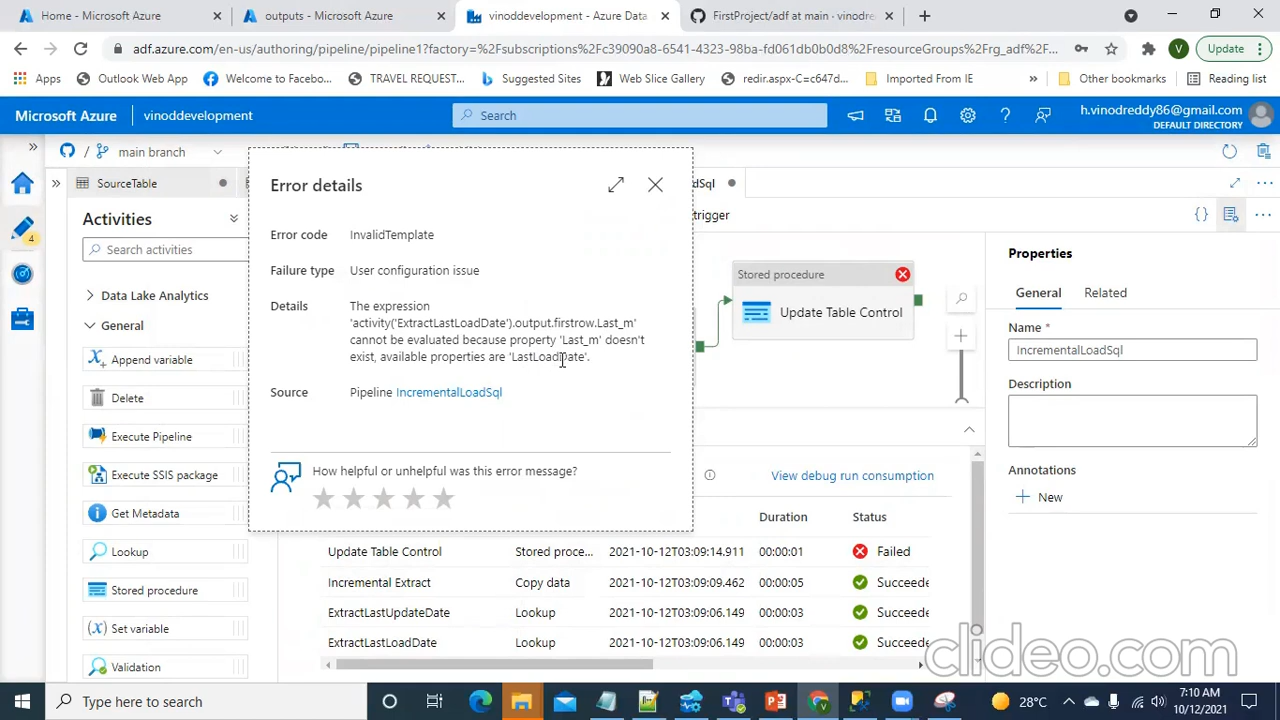 Home - Microsoft Azure
outputs - Microsoft Azure
vinoddevelopment - Azure Data
FirstProject/adf at main · vinodre
adf.azure.com/en-us/authoring/pipeline/pipeline1?factory=%2Fsubscriptions%2Fc39090a8-6541-4323-98ba-5fd061db0b0d8%2FresourceGroups%2Frg_adf%2Fprovide...
V
Update
Apps
Outlook Web App
Welcome to Facebo...
TRAVEL REQUEST...
Suggested Sites
Web Slice Gallery
redir.aspx-C=c647d...
Imported From IE
»
Other bookmarks
Reading list
Microsoft Azure
vinoddevelopment
Search
h.vinodreddy86@gmail.com
DEFAULT DIRECTORY
/ main branch
SourceTable
dSql
Activities
Search activities
trigger
Data Lake Analytics
General
Append variable
Delete
Execute Pipeline
Execute SSIS package
Get Metadata
Lookup
Stored procedure
Set variable
Validation
4
Error details
Error code InvalidTemplate
Failure type User configuration issue
Details The expression
'activity('ExtractLastLoadDate').output.firstrow.Last_m'
cannot be evaluated because property 'Last_m' doesn't
exist, available properties are 'LastLoadDate'.
Source Pipeline IncrementalLoadSql
How helpful or unhelpful was this error message?
Stored procedure
Update Table Control
View debug run consumption
Duration Status
Update Table Control Stored proce... 2021-10-12T03:09:14.911 00:00:01 Failed
Incremental Extract Copy data 2021-10-12T03:09:09.462 00:00:05 Succeede
ExtractLastUpdateDate Lookup 2021-10-12T03:09:06.149 00:00:03 Succeede
ExtractLastLoadDate Lookup 2021-10-12T03:09:06.149 00:00:03 Succeede
Properties
General Related
Name *
IncrementalLoadSql
Description
Annotations
New
clideo.com
Type here to search
28°C
7:10 AM
10/12/2021